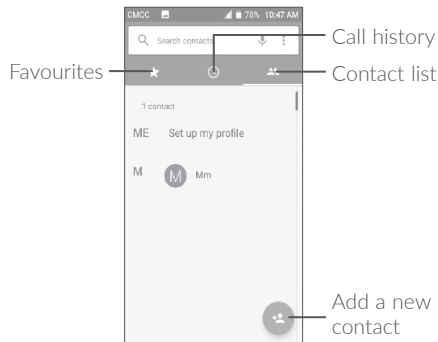 CMCC 78% 10:47 AM
Search contacts
Call history
Favourites
Contact list
1 contact
ME Set up my profile
M M Mm
Add a new
contact